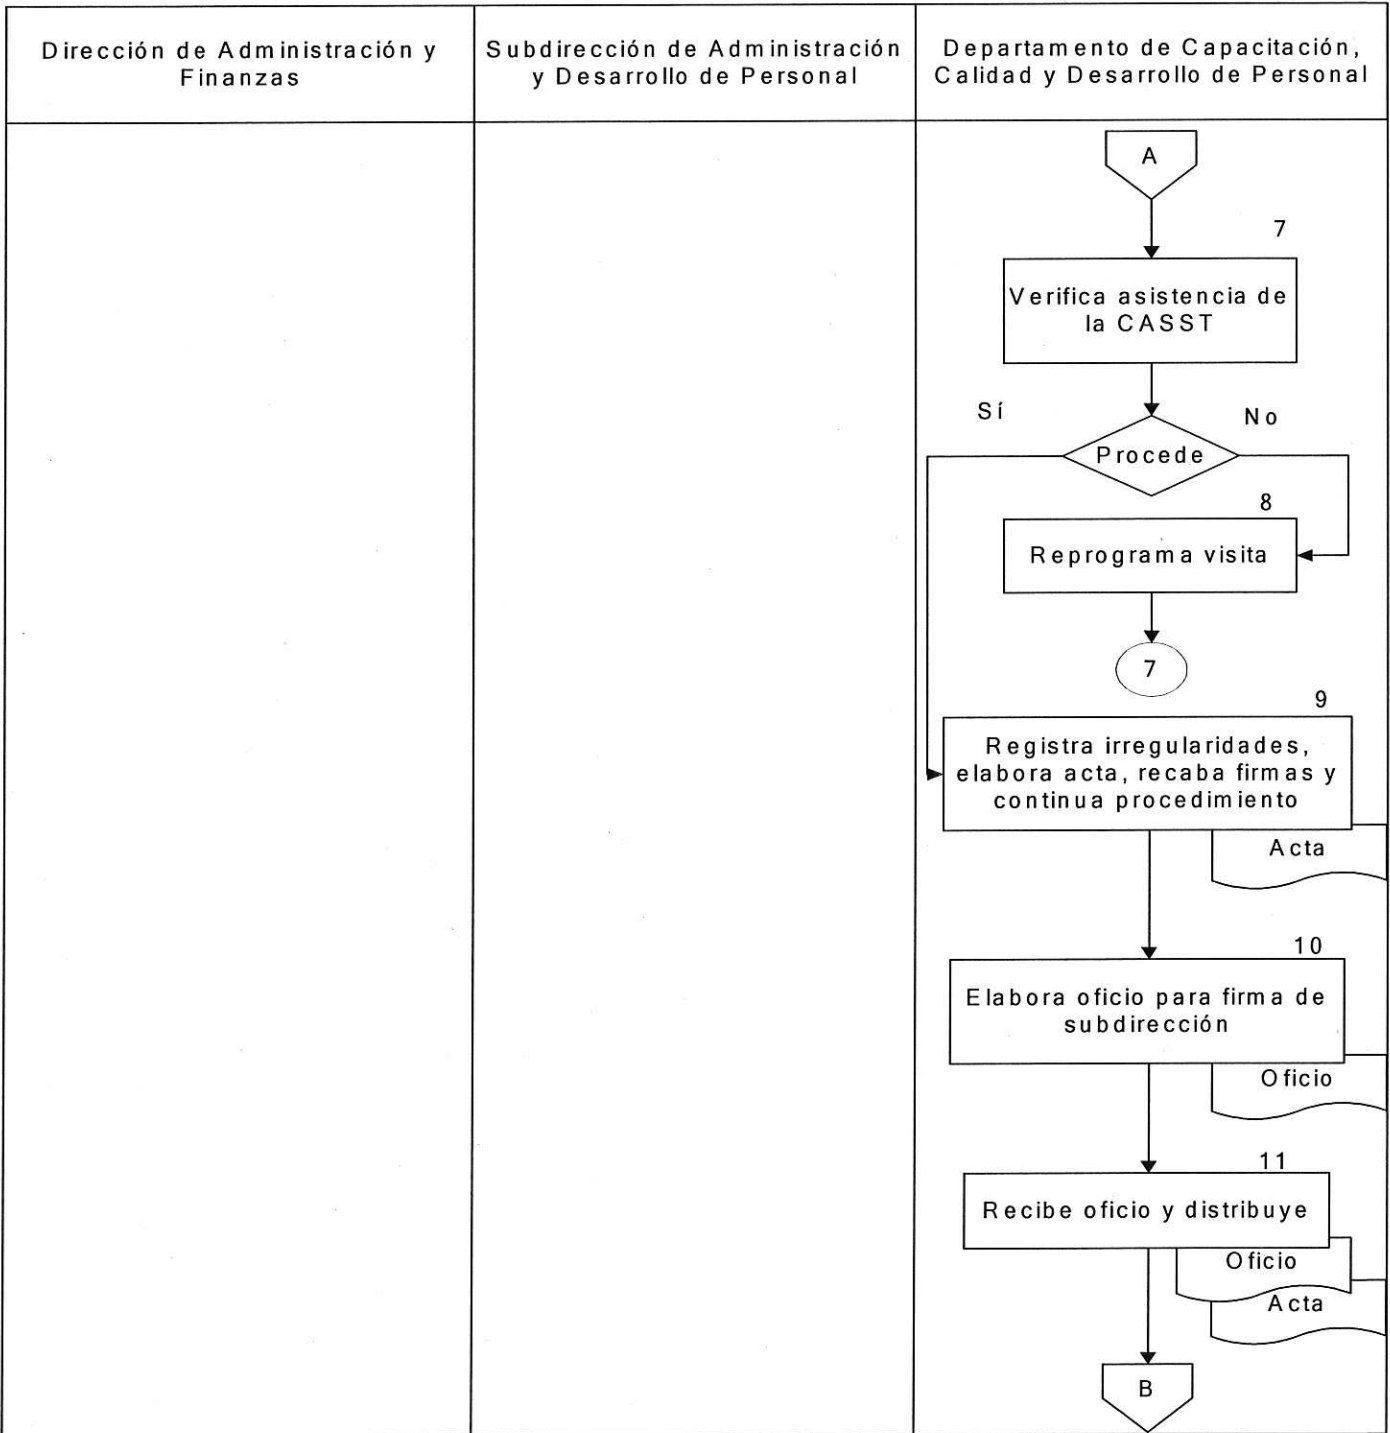 Dirección de Administración y
Finanzas
Subdirección de Administración
y Desarrollo de Personal
Departamento de Capacitación,
Calidad y Desarrollo de Personal
A
7
Verifica asistencia de
la CASST
Sí
No
Procede
8
Reprograma visita
7
9
Registra irregularidades,
elabora acta, recaba firmas y
continua procedimiento
Acta
10
Elabora oficio para firma de
subdirección
Oficio
11
Recibe oficio y distribuye
Oficio
Acta
B